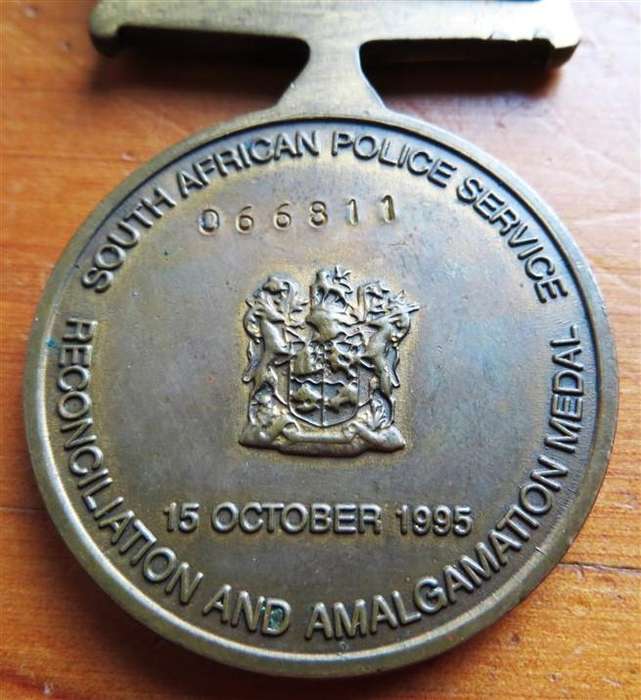 SOUTH AFRICAN POLICE SERVICE
066811
15 OCTOBER 1995
RECONCILIATION AND AMALGAMATION MEDAL